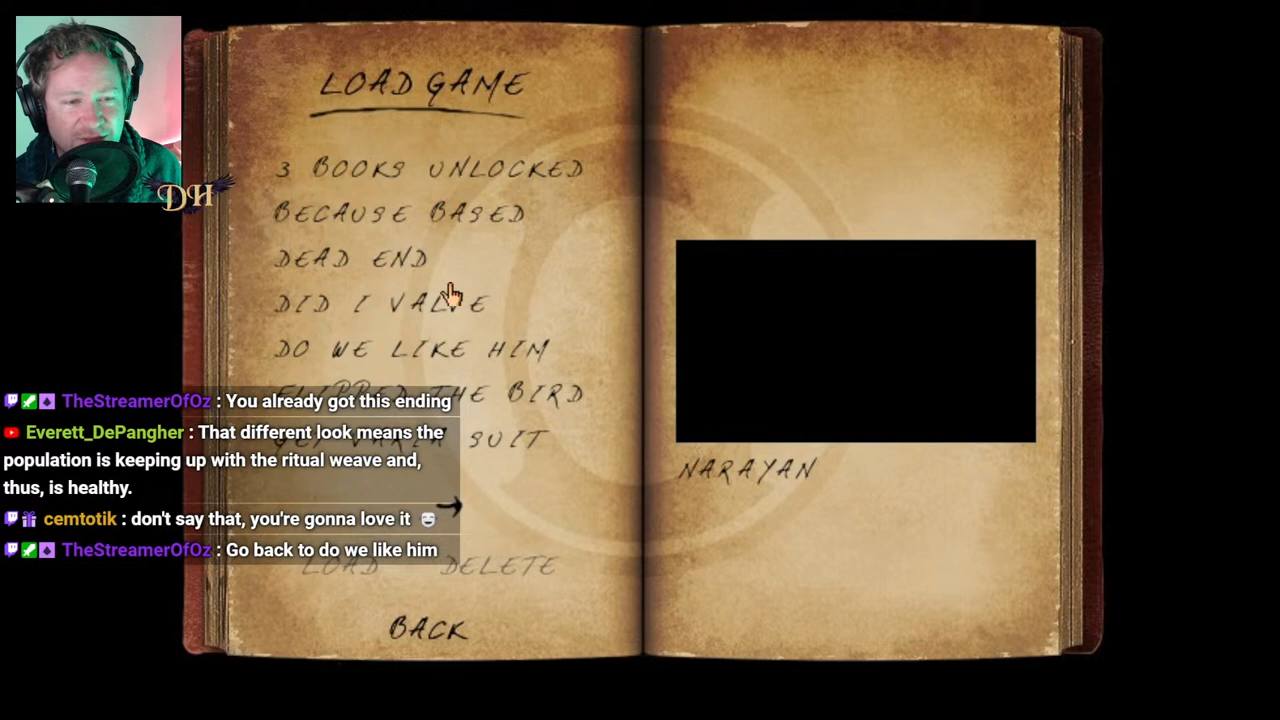 LOAD GAME
3 BOOKS UNLOCKED
BECAUSE BASED
DEAD END
DID I VALVE
DO WE LIKE HIM
FLIPPED THE BIRD
SUIT
LOAD DELETE
BACK
NARAYAN
DH
TheStreamerOfOz : You already got this ending
Everett_DePangher : That different look means the
population is keeping up with the ritual weave and,
thus, is healthy.
cemtotik : don't say that, you're gonna love it
TheStreamerOfOz : Go back to do we like him